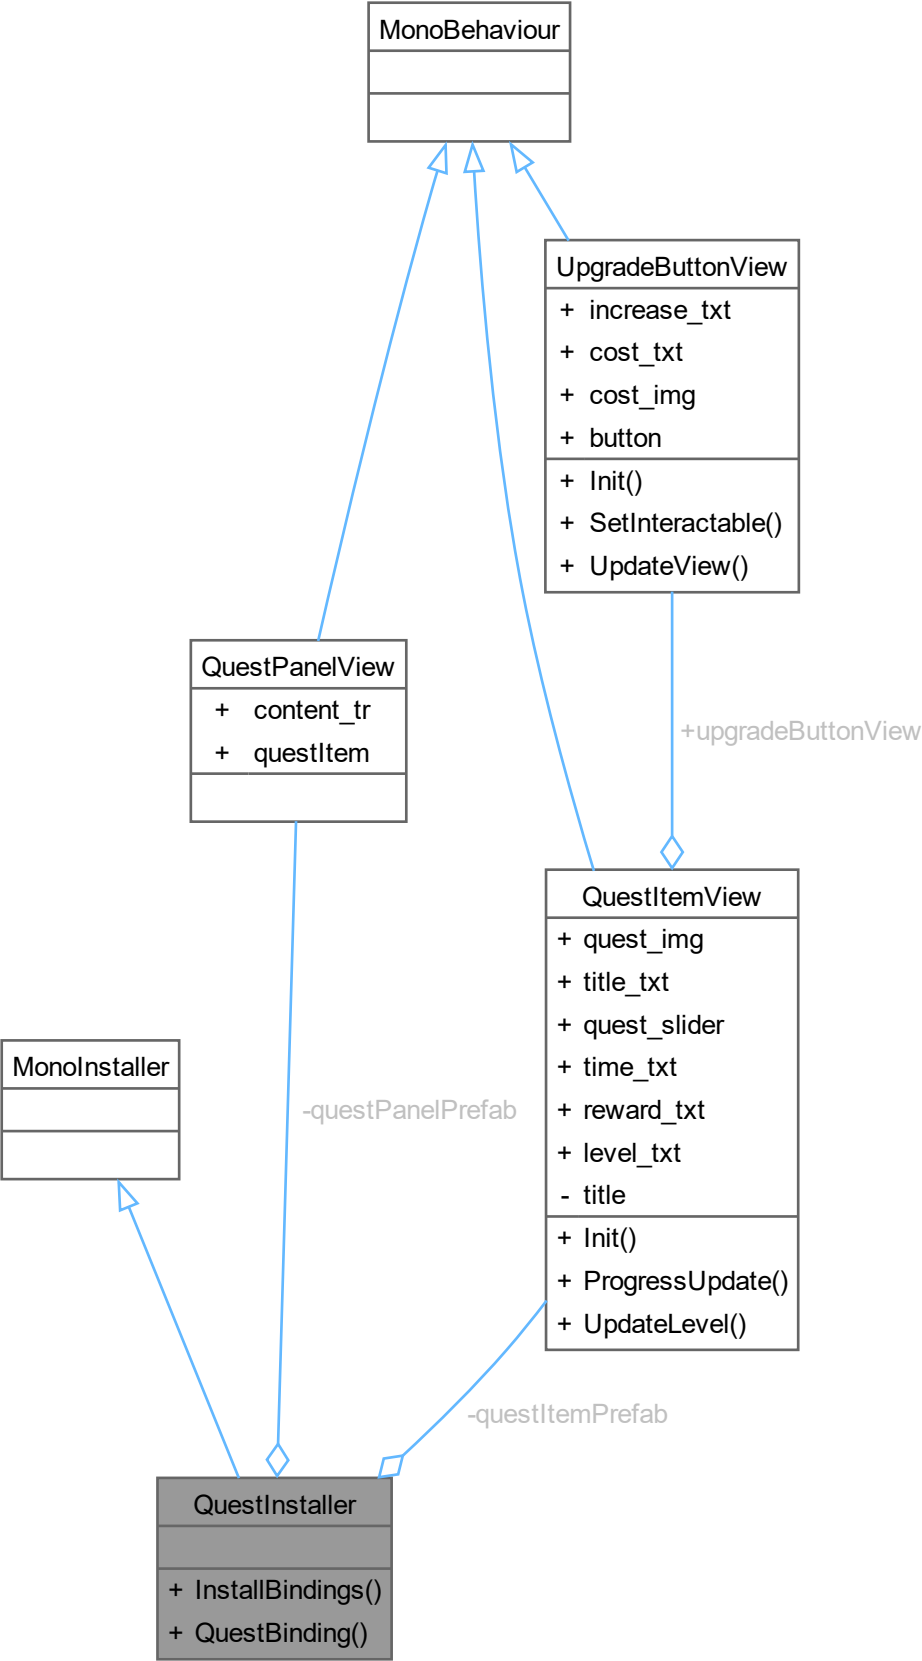 MonoBehaviour
UpgradeButtonView
+ increase_txt
+ cost_txt
+ cost_img
+ button
+ Init()
+ SetInteractable()
+ UpdateView()
QuestPanelView
+ content_tr
+ questItem
+upgradeButtonView
QuestItemView
+ quest_img
+ title_txt
+ quest_slider
+ time_txt
+ reward_txt
+ level_txt
- title
+ Init()
+ ProgressUpdate()
+ UpdateLevel()
MonoInstaller
-questPanelPrefab
-questItemPrefab
QuestInstaller
+ InstallBindings()
+ QuestBinding()